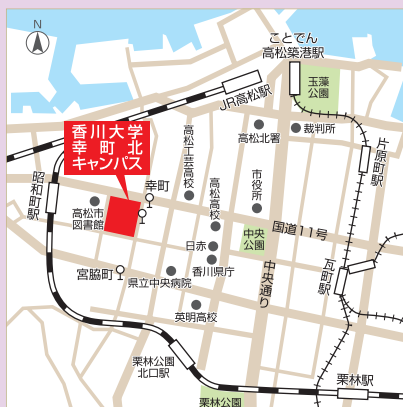 N
ことでん
高松築港駅
玉藻
公園
JR高松駅
香川大学
幸町北
キャンパス
高松工芸高校
高松北署
裁判所
片原町駅
昭和町駅
幸町
高松高校
市役所
高松市
図書館
国道11号
日赤
中央
公園
香川県庁
中央通り
瓦町駅
宮脇町
県立中央病院
英明高校
栗林公園
北口駅
栗林駅
栗林公園